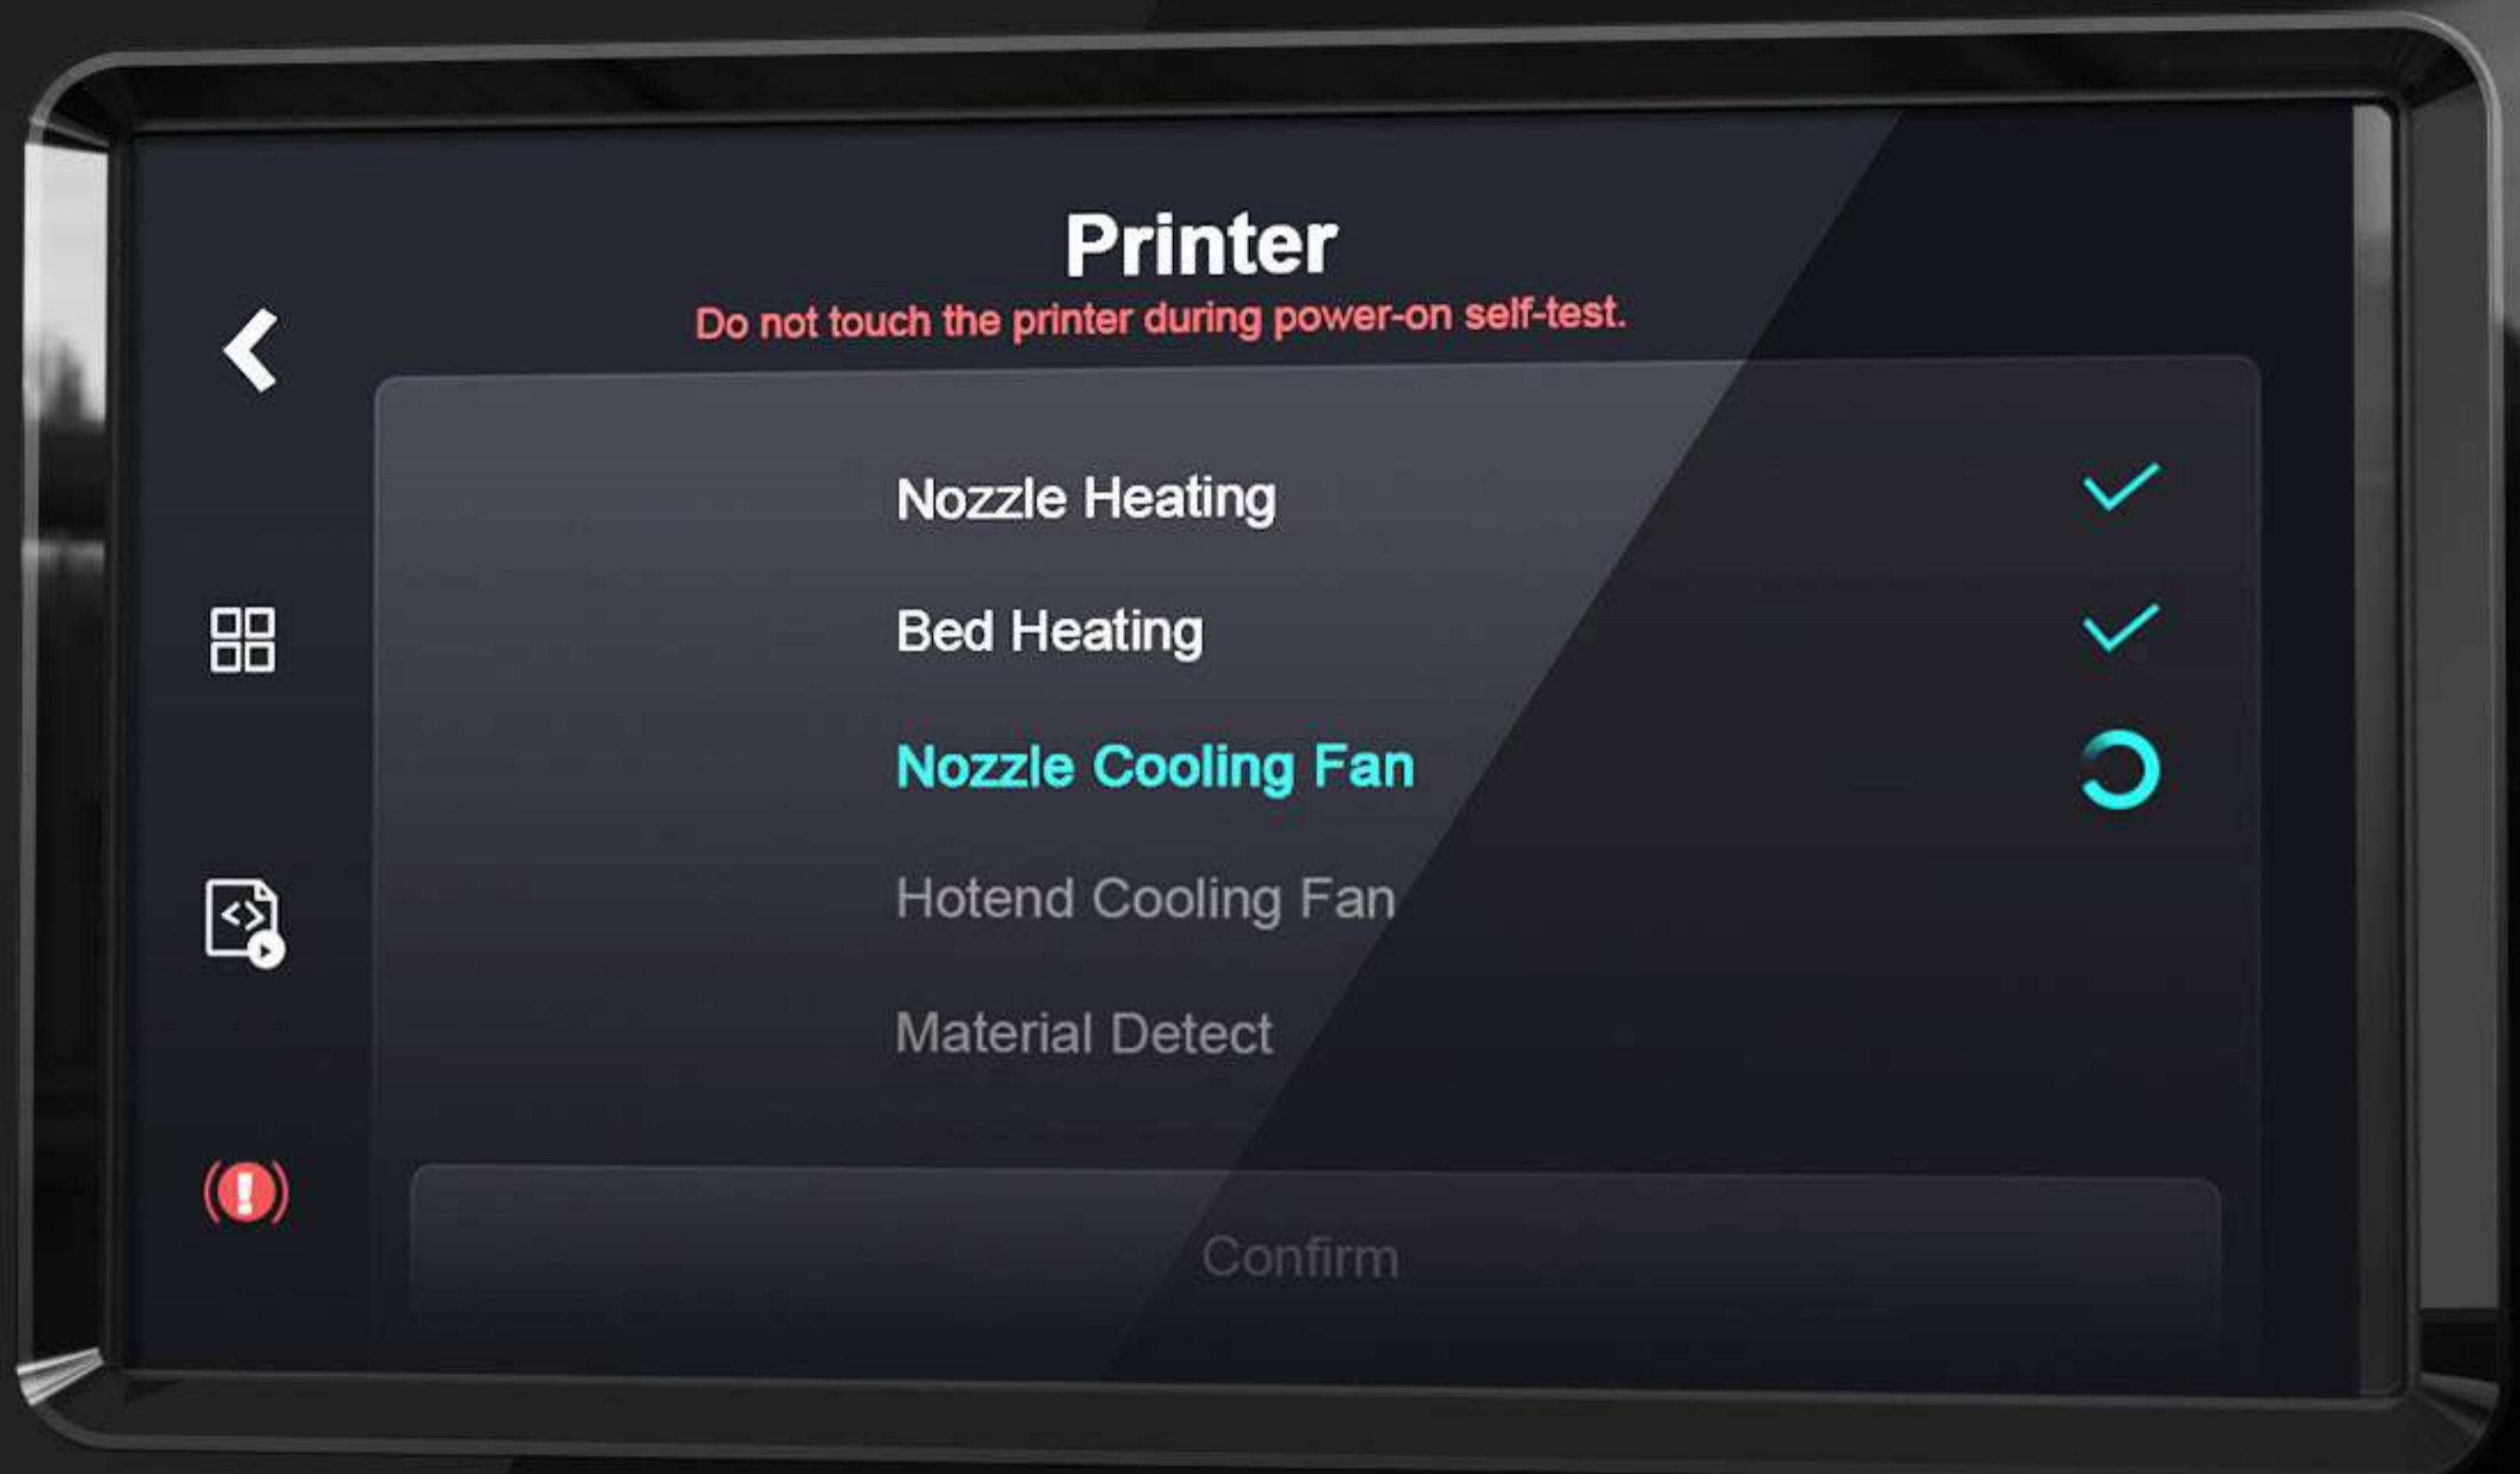 Printer
Do not touch the printer during power-on self-test.
Nozzle Heating
Bed Heating
Nozzle Cooling Fan
Hotend Cooling Fan
Material Detect
Confirm